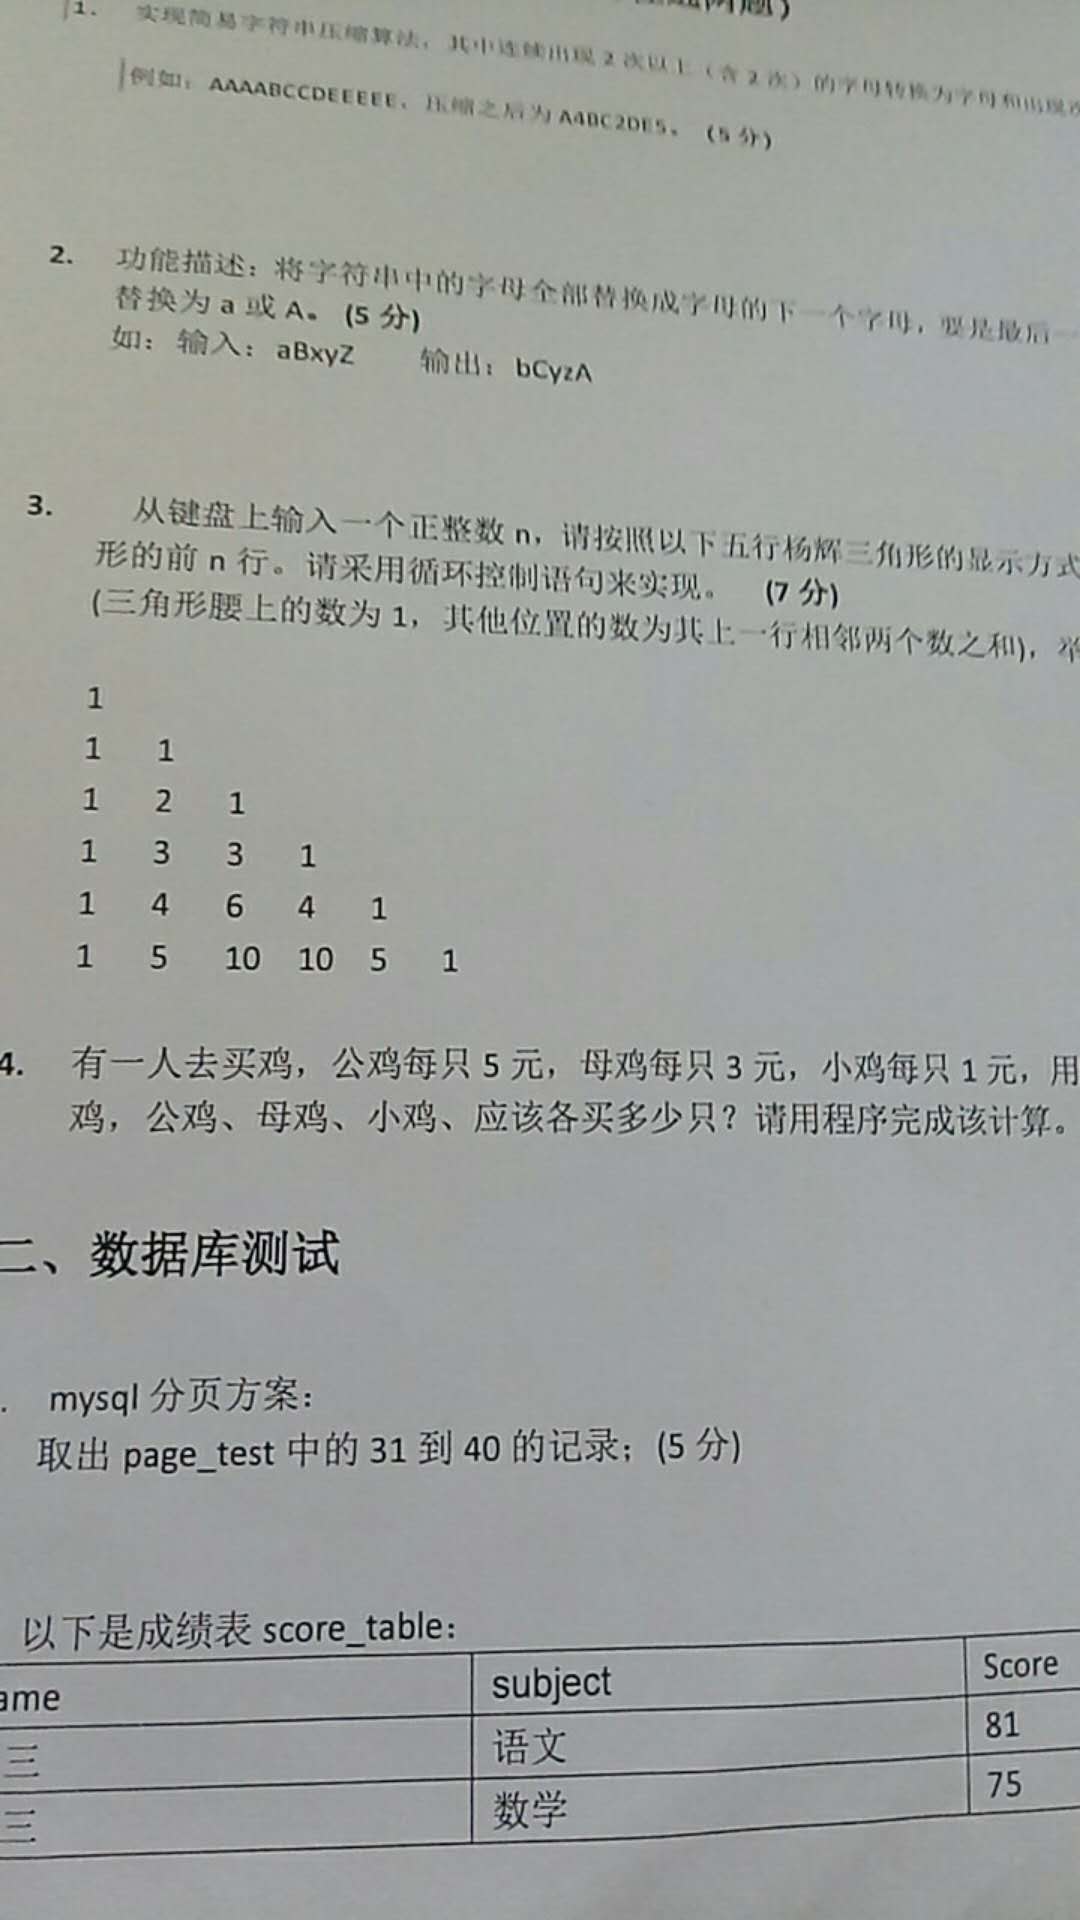 1. 实现简易字符串压缩算法，其中连续出现 2 次以上（含 2 次）的字母转换为字母和出现次
例如：AAAABCCDEEEEE，压缩之后为 A4BC2DE5。 (5 分)
2. 功能描述：将字符串中的字母全部替换成字母的下一个字母，要是最后一
替换为 a 或 A。 (5 分)
如：输入：aBxyZ 输出：bCyzA
3. 从键盘上输入一个正整数 n，请按照以下五行杨辉三角形的显示方式
形的前 n 行。请采用循环控制语句来实现。 (7 分)
(三角形腰上的数为 1，其他位置的数为其上一行相邻两个数之和)，举
1
1 1
1 2 1
1 3 3 1
1 4 6 4 1
1 5 10 10 5 1
4. 有一人去买鸡，公鸡每只 5 元，母鸡每只 3 元，小鸡每只 1 元，用
鸡，公鸡、母鸡、小鸡、应该各买多少只？请用程序完成该计算。
二、数据库测试
. mysql 分页方案：
取出 page_test 中的 31 到 40 的记录；(5 分)
以下是成绩表 score_table：
ame subject Score
三 语文 81
三 数学 75